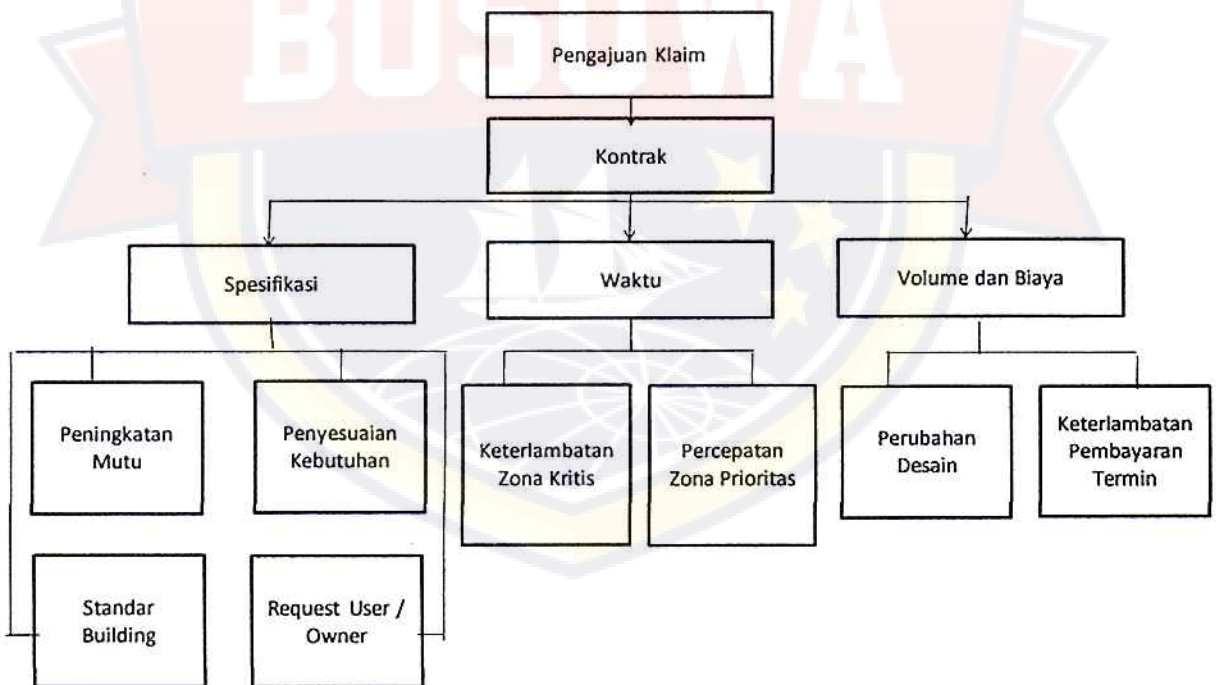 BOSOWA
Pengajuan Klaim
Kontrak
Spesifikasi
Waktu
Volume dan Biaya
Peningkatan
Mutu
Penyesuaian
Kebutuhan
Keterlambatan
Zona Kritis
Percepatan
Zona Prioritas
Perubahan
Desain
Keterlambatan
Pembayaran
Termin
Standar
Building
Request User /
Owner